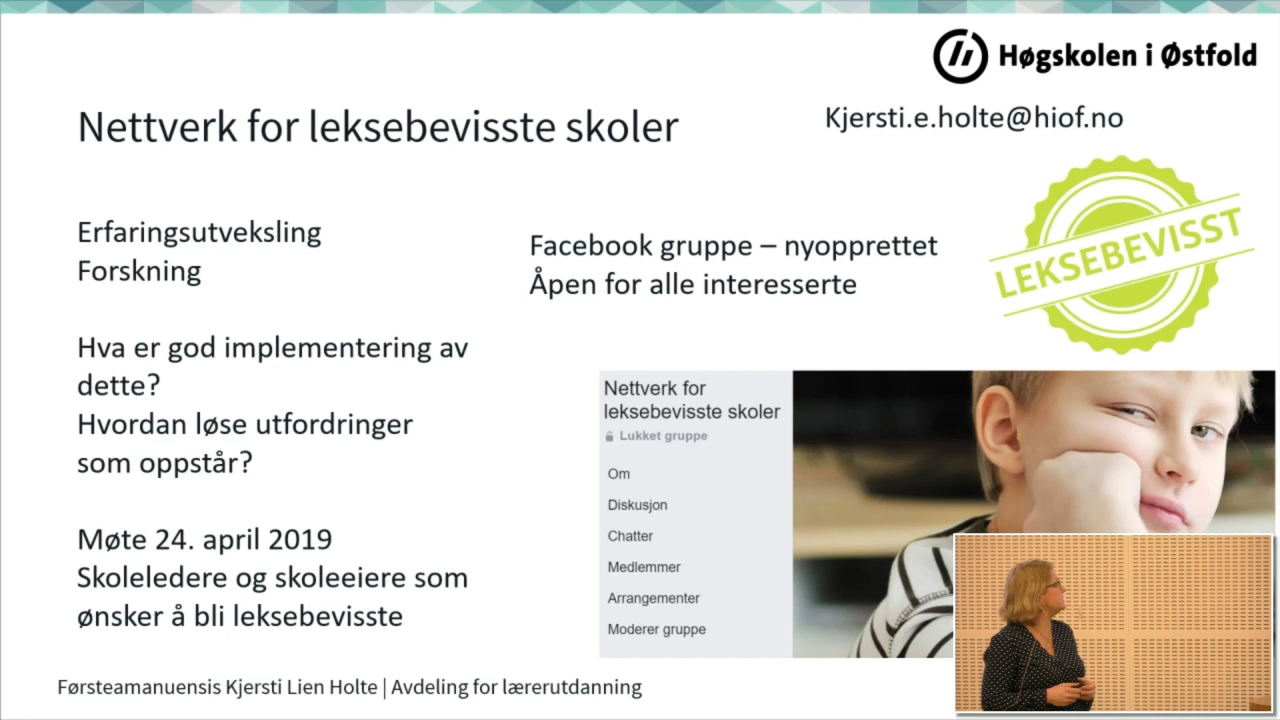 Høgskolen i Østfold
Nettverk for leksebevisste skoler
Kjersti.e.holte@hiof.no
Erfaringsutveksling
Forskning
Hva er god implementering av
dette?
Hvordan løse utfordringer
som oppstår?
Møte 24. april 2019
Skoleledere og skoleeiere som
ønsker å bli leksebevisste
Facebook gruppe – nyopprettet
Åpen for alle interesserte
LEKSEBEVISST
Nettverk for
leksebevisste skoler
Lukket gruppe
Om
Diskusjon
Chatter
Medlemmer
Arrangementer
Moderer gruppe
Førsteamanuensis Kjersti Lien Holte | Avdeling for lærerutdanning